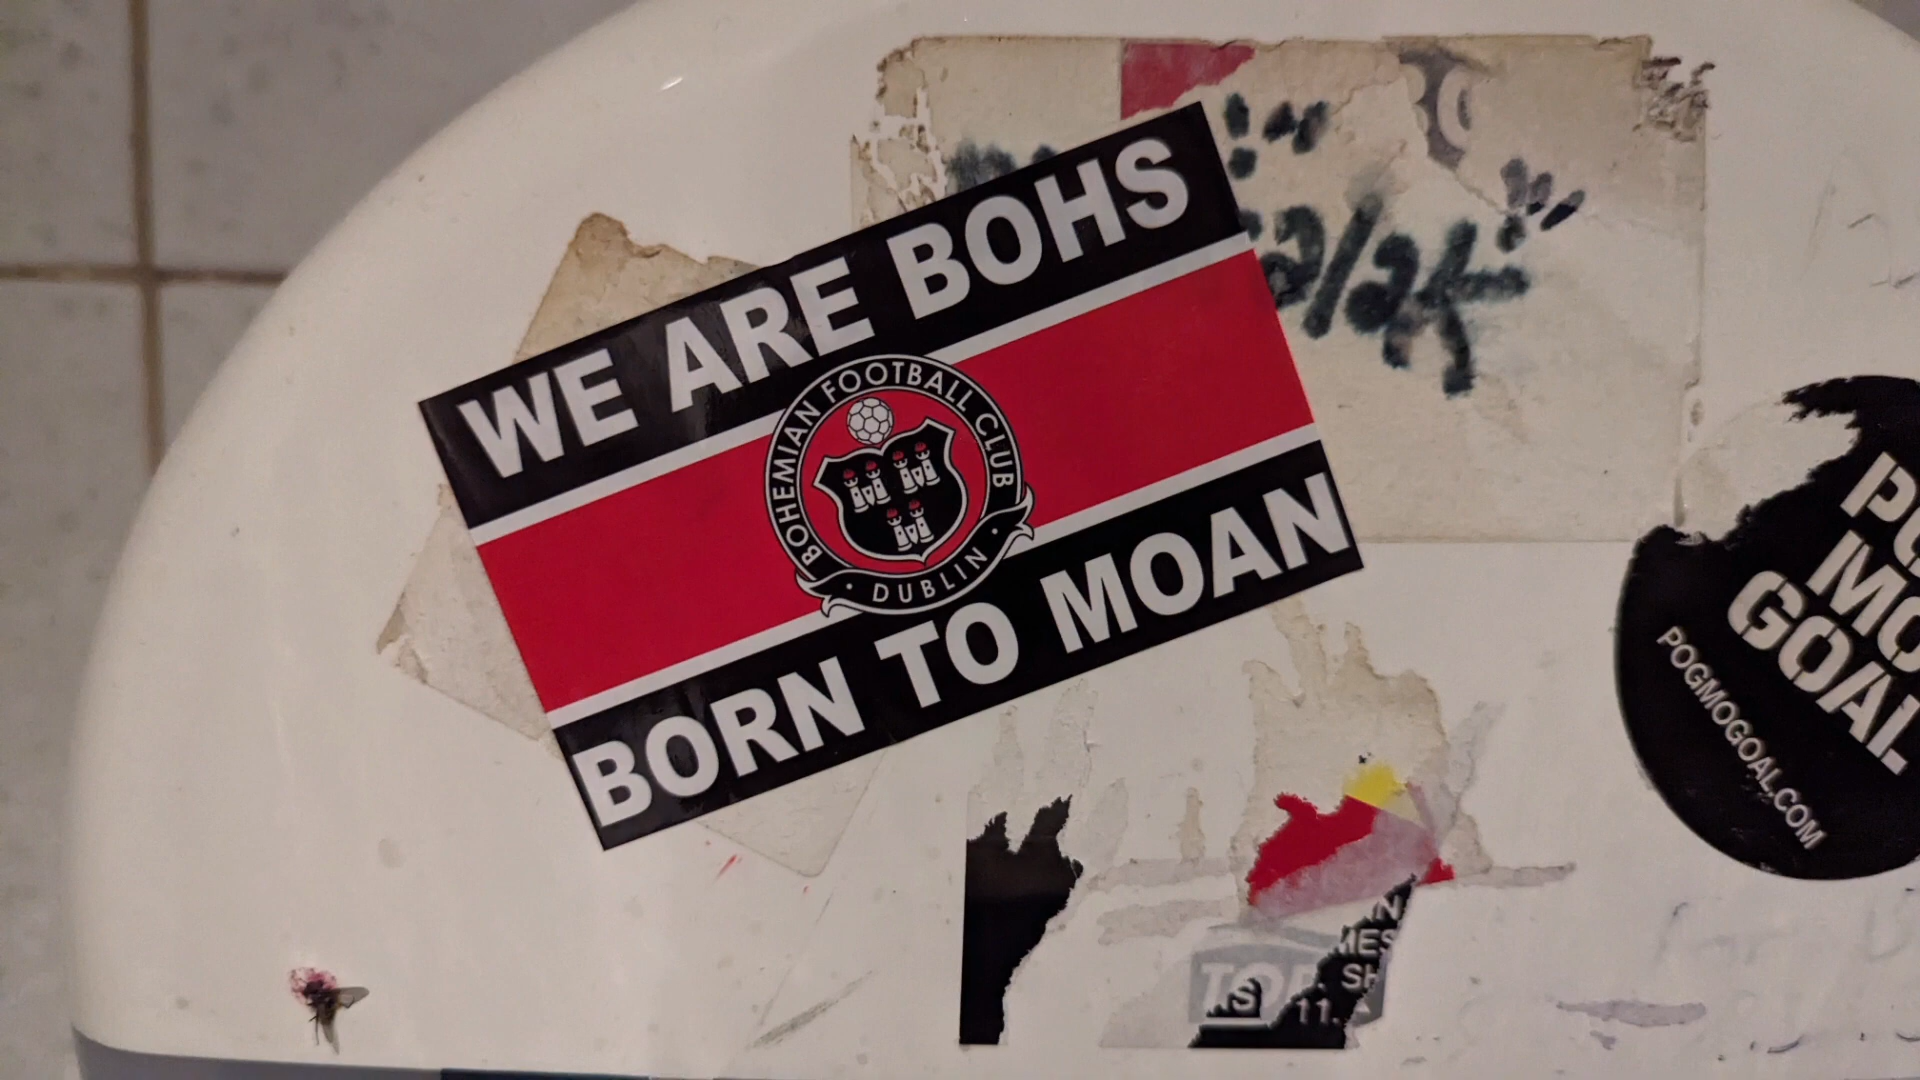 WE ARE BOHS
BOHEMIAN FOOTBALL CLUB
DUBLIN
BORN TO MOAN
GOAL
POGMOGOAL.COM